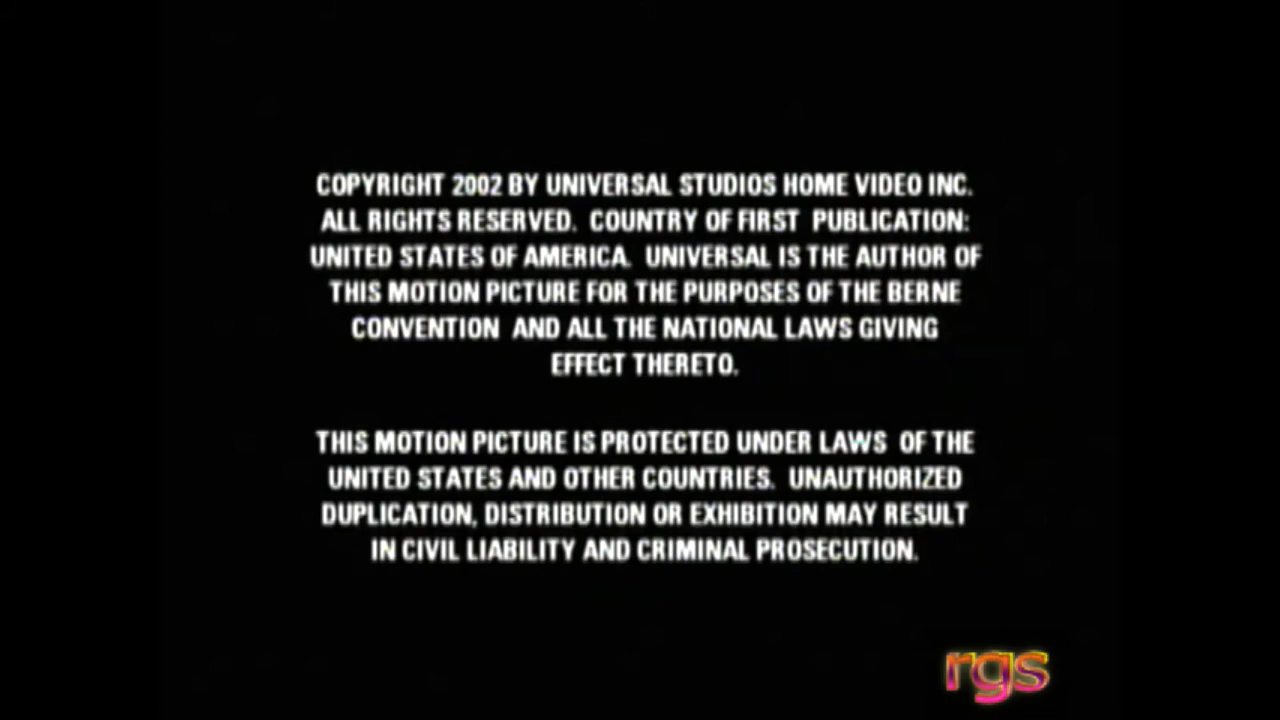 COPYRIGHT 2002 BY UNIVERSAL STUDIOS HOME VIDEO INC.
ALL RIGHTS RESERVED. COUNTRY OF FIRST PUBLICATION:
UNITED STATES OF AMERICA. UNIVERSAL IS THE AUTHOR OF
THIS MOTION PICTURE FOR THE PURPOSES OF THE BERNE
CONVENTION AND ALL THE NATIONAL LAWS GIVING
EFFECT THERETO.
THIS MOTION PICTURE IS PROTECTED UNDER LAWS OF THE
UNITED STATES AND OTHER COUNTRIES. UNAUTHORIZED
DUPLICATION, DISTRIBUTION OR EXHIBITION MAY RESULT
IN CIVIL LIABILITY AND CRIMINAL PROSECUTION.
rgs